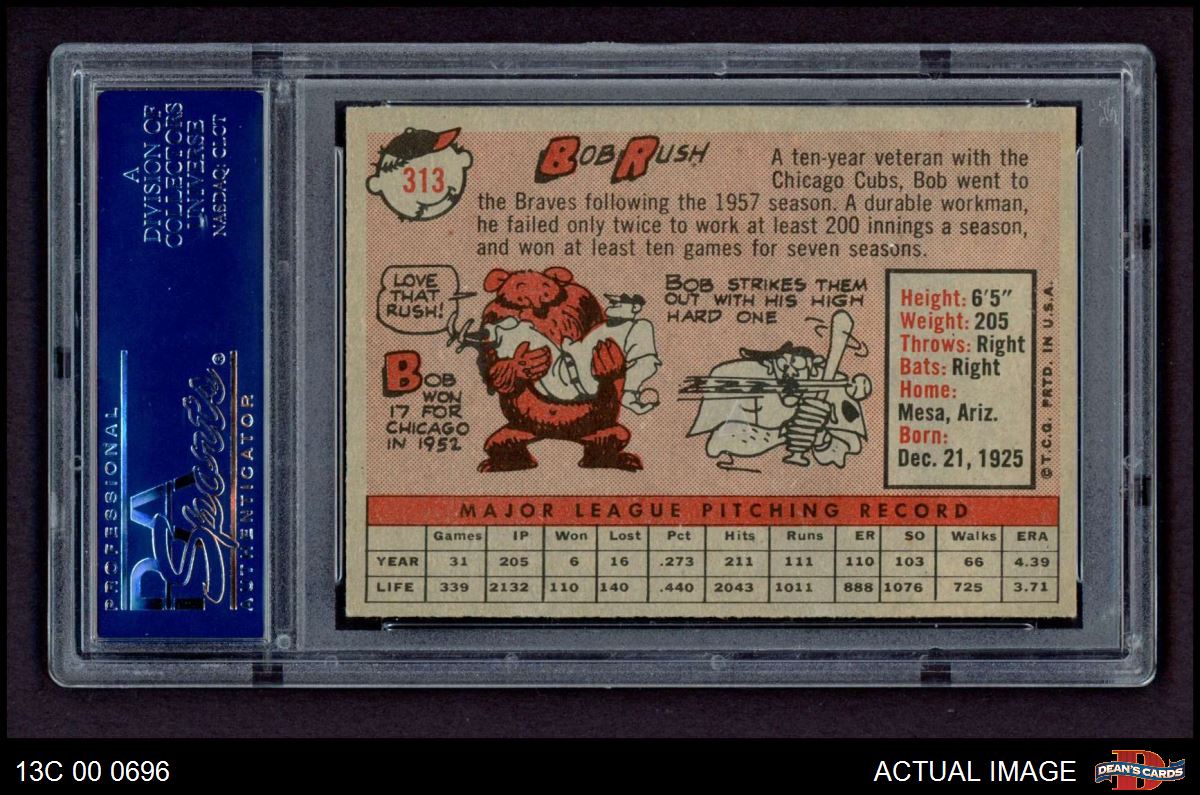 A
DIVISION OF
COLLECTORS
UNIVERSE
NASDAQ: CLCT
PROFESSIONAL
PSA
Sports®
AUTHENTICATOR
313
BOB RUSH
A ten-year veteran with the
Chicago Cubs, Bob went to
the Braves following the 1957 season. A durable workman,
he failed only twice to work at least 200 innings a season,
and won at least ten games for seven seasons.
LOVE
THAT
RUSH!
BOB
WON
17 FOR
CHICAGO
IN 1952
BOB STRIKES THEM
OUT WITH HIS HIGH
HARD ONE
Height: 6'5"
Weight: 205
Throws: Right
Bats: Right
Home:
Mesa, Ariz.
Born:
Dec. 21, 1925
© T.C.G. PRTD. IN U.S.A.
MAJOR LEAGUE PITCHING RECORD
Games IP Won Lost Pct Hits Runs ER SO Walks ERA
YEAR 31 205 6 16 .273 211 111 110 103 66 4.39
LIFE 339 2132 110 140 .440 2043 1011 888 1076 725 3.71
13C 00 0696
ACTUAL IMAGE
D
DEAN'S CARDS